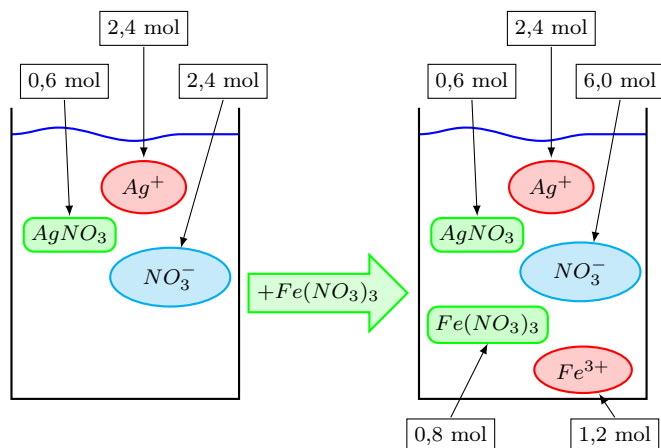 2,4 mol
0,6 mol
2,4 mol
Ag⁺
AgNO₃
NO₃⁻
+Fe(NO₃)₃
2,4 mol
0,6 mol
6,0 mol
Ag⁺
AgNO₃
NO₃⁻
Fe(NO₃)₃
Fe³⁺
0,8 mol
1,2 mol